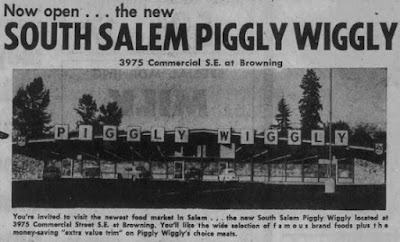 Now open . . . the new
SOUTH SALEM PIGGLY WIGGLY
3975 Commercial S.E. at Browning
PIGGLY WIGGLY
You're invited to visit the newest food market in Salem . . . the new South Salem Piggly Wiggly located at
3975 Commercial Street S.E. at Browning. You'll like the wide selection of famous brand foods plus the
money-saving "extra value trim" on Piggly Wiggly's choice meats.